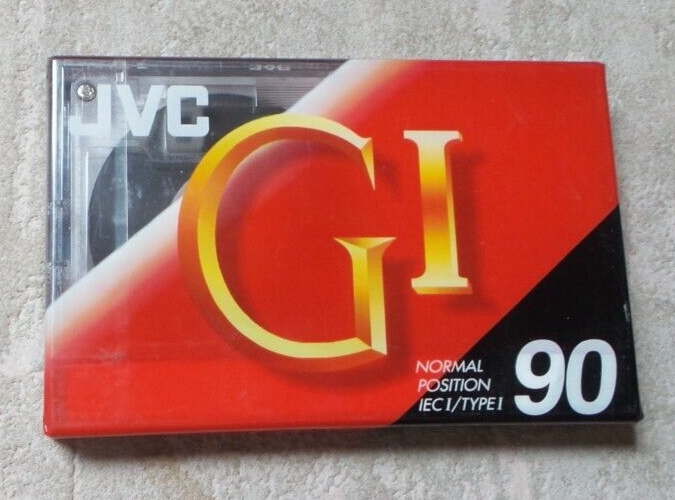 JVC
GI
NORMAL
POSITION
IEC I/TYPE I
90